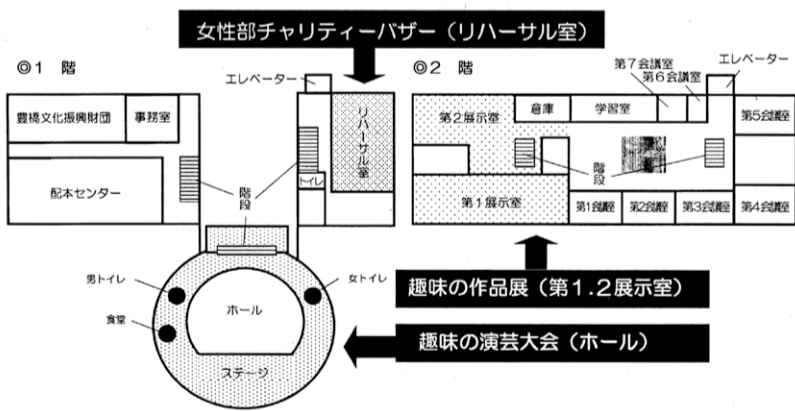 女性部チャリティーバザー（リハーサル室）
◎1 階
エレベーター
豊橋文化振興財団
事務室
リハーサル室
配本センター
階段
トイレ
男トイレ
女トイレ
食堂
ホール
ステージ
◎2 階
第7会議室
第6会議室
エレベーター
第2展示室
倉庫
学習室
第5会議室
階段
第1展示室
第1会議室
第2会議室
第3会議室
第4会議室
趣味の作品展（第1.2展示室）
趣味の演芸大会（ホール）